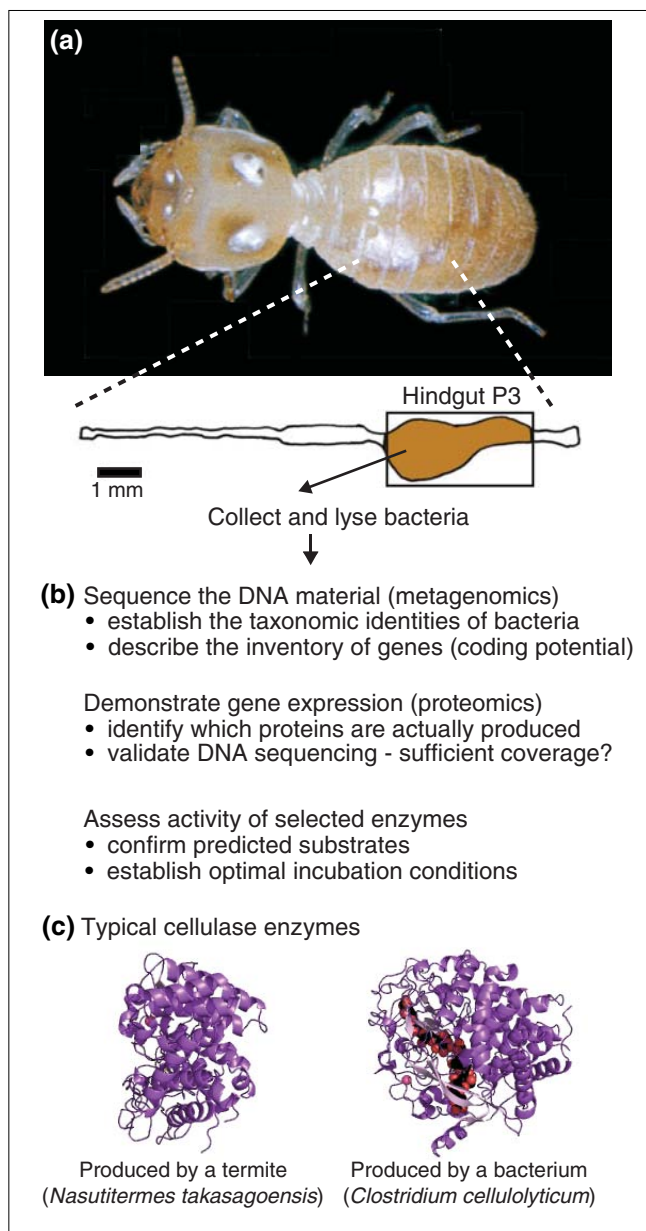 (a)
Hindgut P3
1 mm
Collect and lyse bacteria
(b) Sequence the DNA material (metagenomics)
• establish the taxonomic identities of bacteria
• describe the inventory of genes (coding potential)
Demonstrate gene expression (proteomics)
• identify which proteins are actually produced
• validate DNA sequencing - sufficient coverage?
Assess activity of selected enzymes
• confirm predicted substrates
• establish optimal incubation conditions
(c) Typical cellulase enzymes
Produced by a termite
(Nasutitermes takasagoensis)
Produced by a bacterium
(Clostridium cellulolyticum)